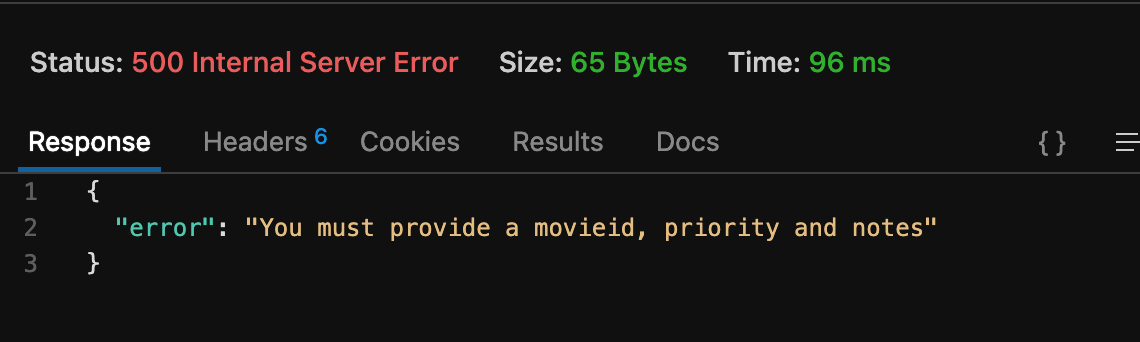 Status: 500 Internal Server Error Size: 65 Bytes Time: 96 ms
Response Headers 6 Cookies Results Docs {}
1 {
2 "error": "You must provide a movieid, priority and notes"
3 }